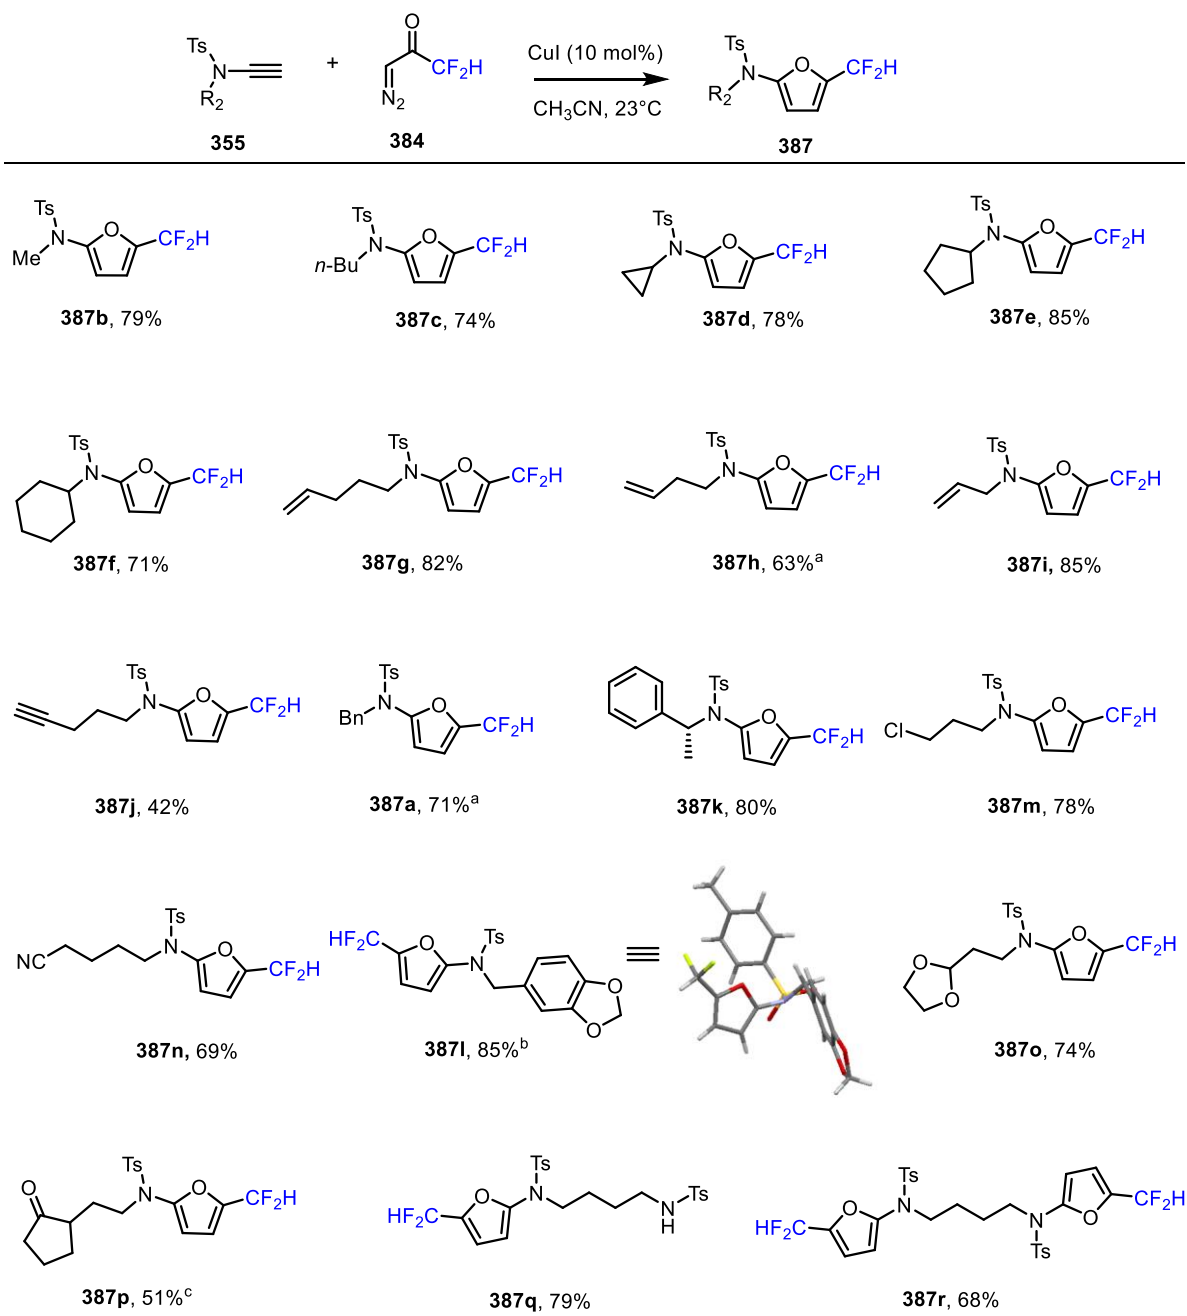 Ts
N
R2
+
O
CF2H
N2
CuI (10 mol%)
CH3CN, 23°C
Ts
N
R2
O
CF2H
355
384
387
Ts
N
Me
O
CF2H
387b, 79%
Ts
N
n-Bu
O
CF2H
387c, 74%
Ts
N
O
CF2H
387d, 78%
Ts
N
O
CF2H
387e, 85%
Ts
N
O
CF2H
387f, 71%
Ts
N
O
CF2H
387g, 82%
Ts
N
O
CF2H
387h, 63%a
Ts
N
O
CF2H
387i, 85%
Ts
N
O
CF2H
387j, 42%
Ts
N
Bn
O
CF2H
387a, 71%a
Ts
N
O
CF2H
387k, 80%
Ts
N
Cl
O
CF2H
387m, 78%
Ts
N
NC
O
CF2H
387n, 69%
HF2C
O
Ts
N
O
O
387l, 85%b
Ts
N
O
O
O
CF2H
387o, 74%
O
Ts
N
O
CF2H
387p, 51%c
HF2C
O
Ts
N
N
H
Ts
387q, 79%
HF2C
O
Ts
N
N
Ts
O
CF2H
387r, 68%